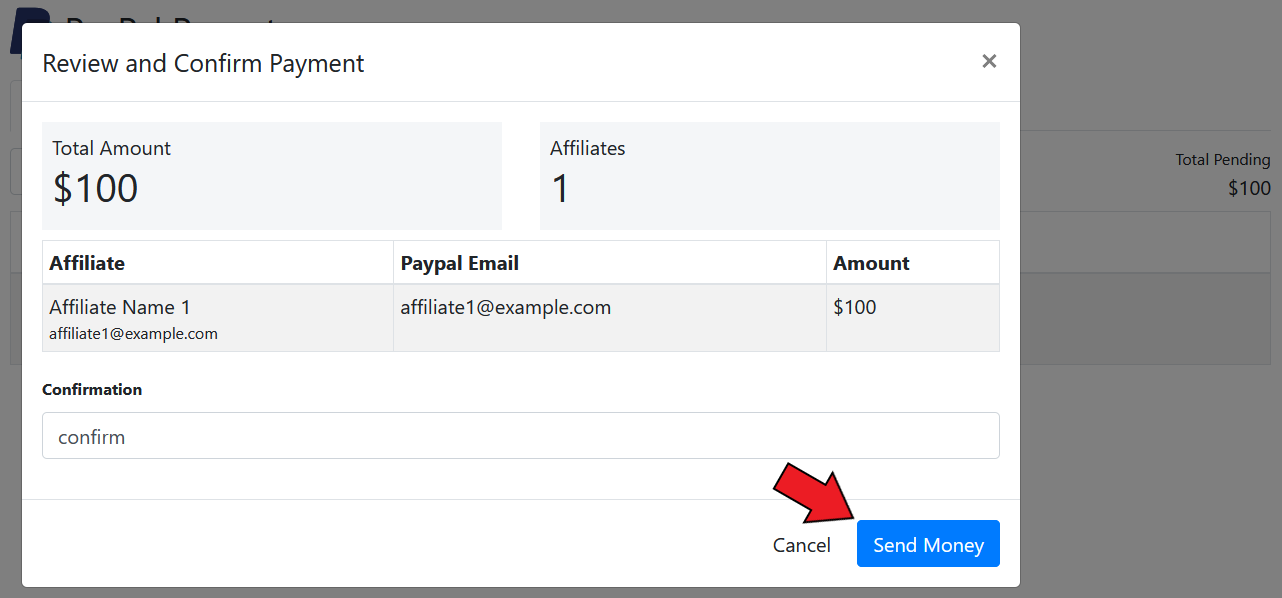 Review and Confirm Payment ×
Total Amount
$100
Affiliates
1
Total Pending
$100
Affiliate Paypal Email Amount
Affiliate Name 1 affiliate1@example.com $100
affiliate1@example.com
Confirmation
confirm
Cancel Send Money